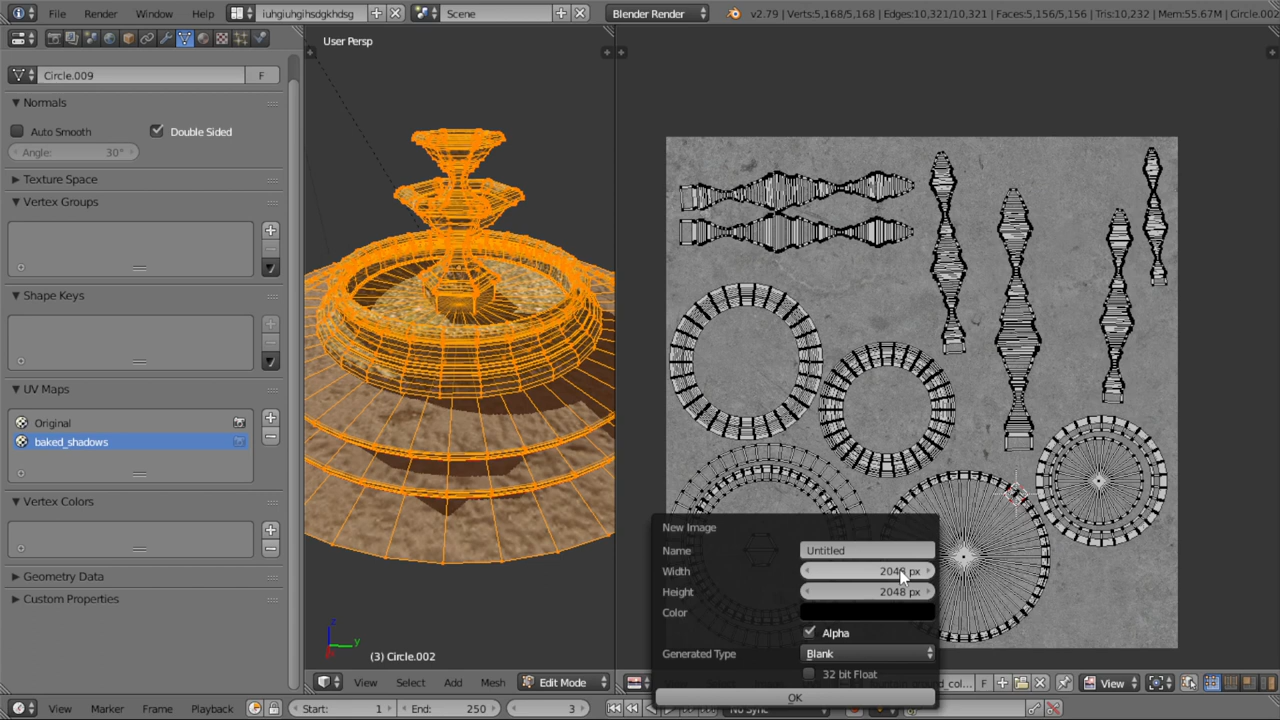 File Render Window Help iuhgiuhgihsdgkhdsg Scene Blender Render v2.79 | Verts:5,168/5,168 | Edges:10,321/10,321 | Faces:5,156/5,156 | Tris:10,232 | Mem:55.67M | Circle.002
User Persp
Circle.009 F
Normals
Auto Smooth Double Sided
Angle: 30°
Texture Space
Vertex Groups
Shape Keys
UV Maps
Original
baked_shadows
Vertex Colors
Geometry Data
Custom Properties
z
y
(3) Circle.002
New Image
Name Untitled
Width 2048 px
Height 2048 px
Color
Alpha
Generated Type Blank
32 bit Float
OK
View Select Add Mesh Edit Mode
F View
View Marker Frame Playback Start: 1 End: 250 3 No Sync